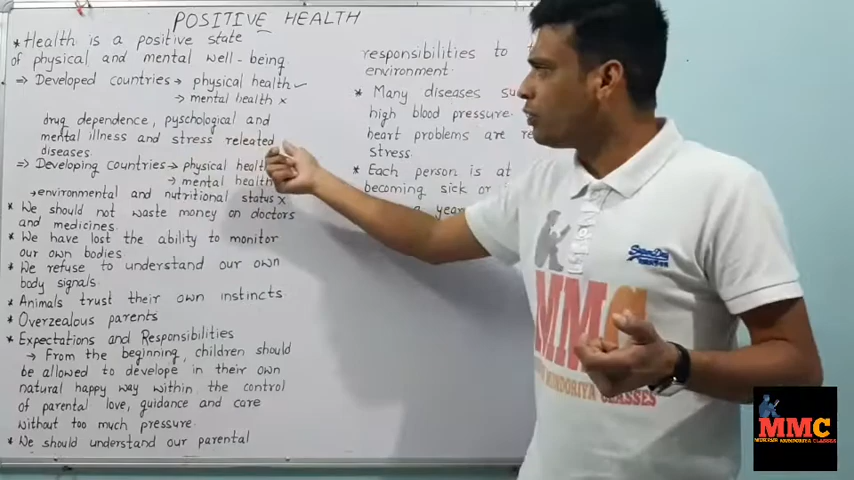 POSITIVE HEALTH
* Health is a positive state
of physical and mental well-being
⇒ Developed countries → physical health ✓
→ mental health ×
drug dependence, pyschological and
mental illness and stress releated
diseases.
⇒ Developing countries → physical health ×
→ mental health
→ environmental and nutritional status ×
* We should not waste money on doctors
and medicines.
* We have lost the ability to monitor
our own bodies
* We refuse to understand our own
body signals.
* Animals trust their own instincts
* Overzealous parents
* Expectations and Responsibilities
→ From the beginning, children should
be allowed to develop in their own
natural happy way within the control
of parental love, guidance and care
without too much pressure.
* We should understand our parental
responsibilities to
environment.
* Many diseases
high blood pressure,
heart problems are
stress.
* Each person is at
becoming sick or
MMC
MUNDORIYA CLASSES
MMC
MISSION MUNDORIYA CLASSES